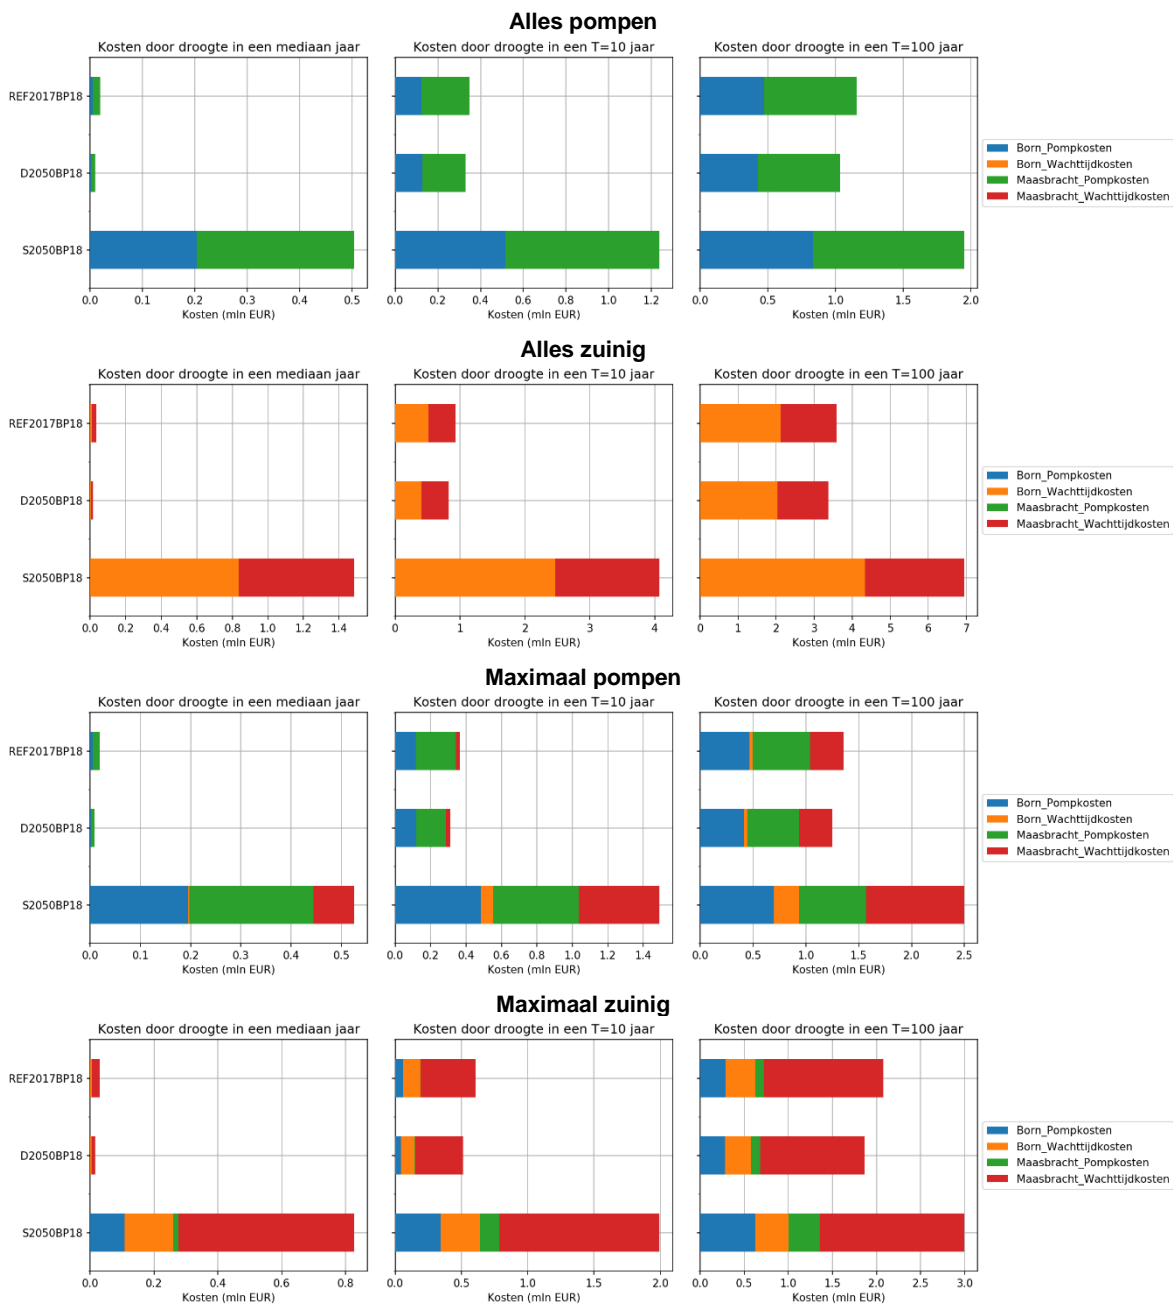 Alles pompen
Kosten door droogte in een mediaan jaar
Kosten door droogte in een T=10 jaar
Kosten door droogte in een T=100 jaar
REF2017BP18
D2050BP18
S2050BP18
0.0 0.1 0.2 0.3 0.4 0.5
0.0 0.2 0.4 0.6 0.8 1.0 1.2
0.0 0.5 1.0 1.5 2.0
Kosten (mln EUR)
Kosten (mln EUR)
Kosten (mln EUR)
Born_Pompkosten
Born_Wachttijdkosten
Maasbracht_Pompkosten
Maasbracht_Wachttijdkosten
Alles zuinig
Kosten door droogte in een mediaan jaar
Kosten door droogte in een T=10 jaar
Kosten door droogte in een T=100 jaar
REF2017BP18
D2050BP18
S2050BP18
0.0 0.2 0.4 0.6 0.8 1.0 1.2 1.4
0 1 2 3 4
0 1 2 3 4 5 6 7
Kosten (mln EUR)
Kosten (mln EUR)
Kosten (mln EUR)
Born_Pompkosten
Born_Wachttijdkosten
Maasbracht_Pompkosten
Maasbracht_Wachttijdkosten
Maximaal pompen
Kosten door droogte in een mediaan jaar
Kosten door droogte in een T=10 jaar
Kosten door droogte in een T=100 jaar
REF2017BP18
D2050BP18
S2050BP18
0.0 0.1 0.2 0.3 0.4 0.5
0.0 0.2 0.4 0.6 0.8 1.0 1.2 1.4
0.0 0.5 1.0 1.5 2.0 2.5
Kosten (mln EUR)
Kosten (mln EUR)
Kosten (mln EUR)
Born_Pompkosten
Born_Wachttijdkosten
Maasbracht_Pompkosten
Maasbracht_Wachttijdkosten
Maximaal zuinig
Kosten door droogte in een mediaan jaar
Kosten door droogte in een T=10 jaar
Kosten door droogte in een T=100 jaar
REF2017BP18
D2050BP18
S2050BP18
0.0 0.2 0.4 0.6 0.8
0.0 0.5 1.0 1.5 2.0
0.0 0.5 1.0 1.5 2.0 2.5 3.0
Kosten (mln EUR)
Kosten (mln EUR)
Kosten (mln EUR)
Born_Pompkosten
Born_Wachttijdkosten
Maasbracht_Pompkosten
Maasbracht_Wachttijdkosten